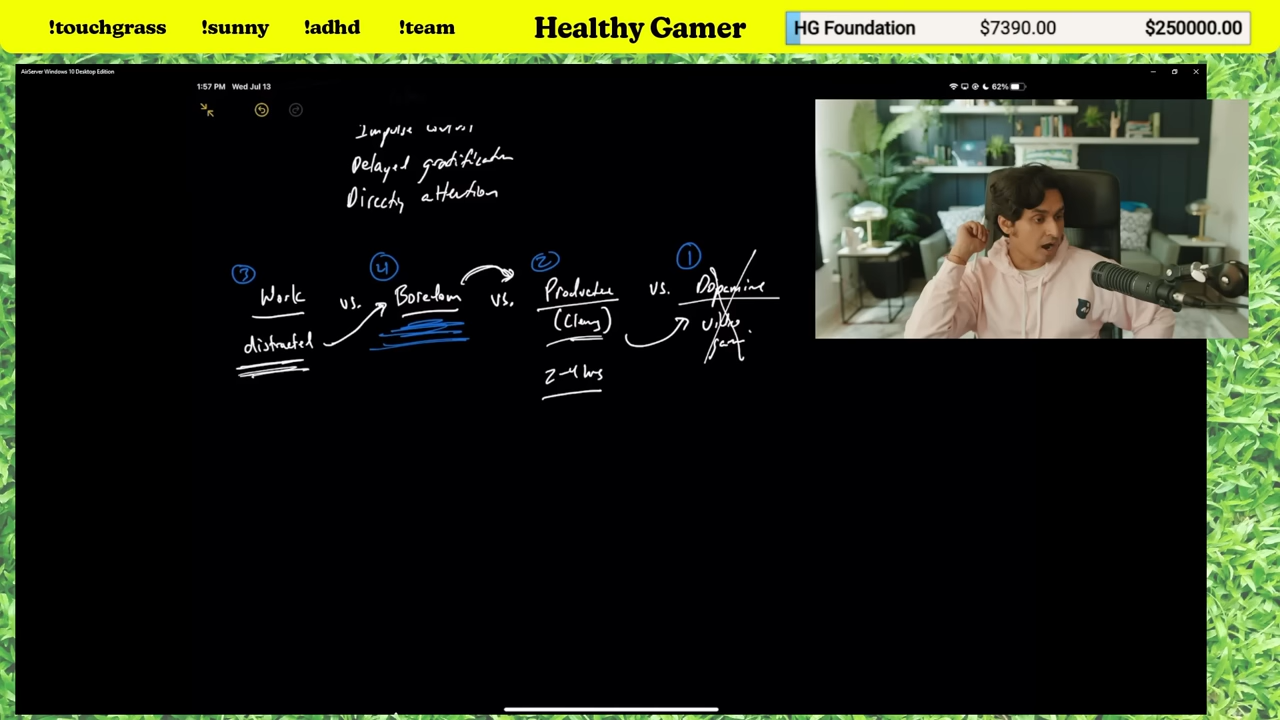 !touchgrass !sunny !adhd !team Healthy Gamer HG Foundation $7390.00 $250000.00
AirServer Windows 10 Desktop Edition
1:57 PM Wed Jul 13 62%
Impulse control
Delayed gratification
Directing attention
3 4 2 1
Work vs. Boredom vs. Productive vs. Dopamine
distracted
2-4 hrs